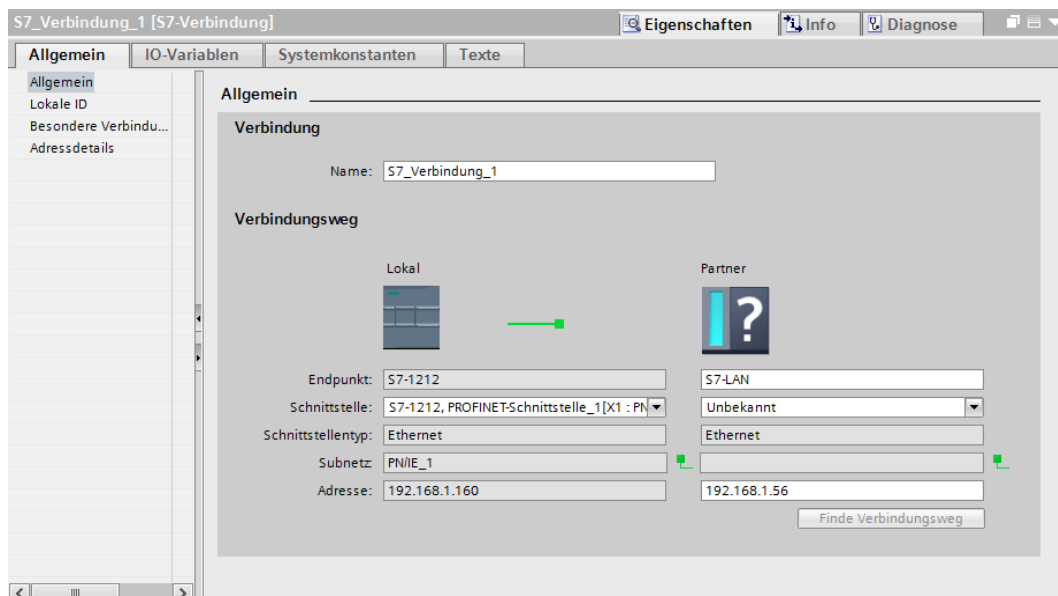 S7_Verbindung_1 [S7-Verbindung]
Eigenschaften Info Diagnose
Allgemein IO-Variablen Systemkonstanten Texte
Allgemein
Lokale ID
Besondere Verbindu...
Adressdetails
Allgemein
Verbindung
Name: S7_Verbindung_1
Verbindungsweg
Lokal Partner
?
Endpunkt: S7-1212 S7-LAN
Schnittstelle: S7-1212, PROFINET-Schnittstelle_1[X1 : PN Unbekannt
Schnittstellentyp: Ethernet Ethernet
Subnetz: PN/IE_1
Adresse: 192.168.1.160 192.168.1.56
Finde Verbindungsweg